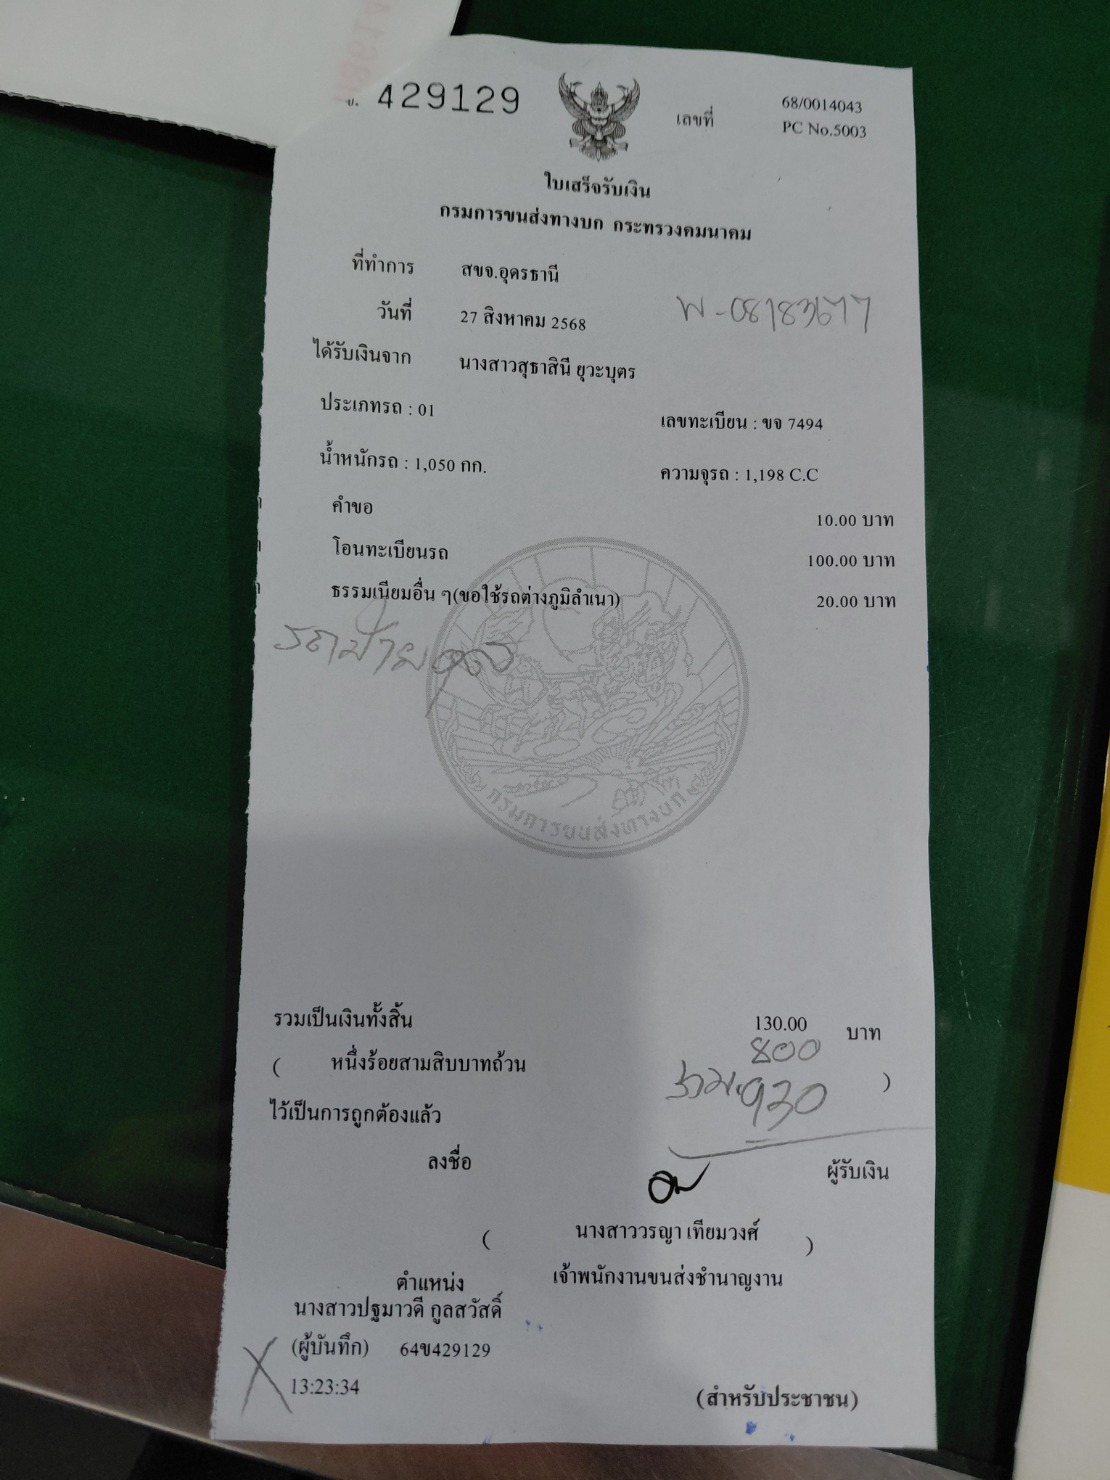 ข. 429129
เลขที่ 68/0014043
PC No.5003
ใบเสร็จรับเงิน
กรมการขนส่งทางบก กระทรวงคมนาคม
ที่ทำการ สขจ.อุดรธานี
วันที่ 27 สิงหาคม 2568
ได้รับเงินจาก นางสาวสุธาสินี ยุวะบุตร
ประเภทรถ : 01 เลขทะเบียน : ขจ 7494
น้ำหนักรถ : 1,050 กก. ความจุรถ : 1,198 C.C
คำขอ 10.00 บาท
โอนทะเบียนรถ 100.00 บาท
ธรรมเนียมอื่น ๆ(ขอใช้รถต่างภูมิลำเนา) 20.00 บาท
รถป้าย
กรมการขนส่งทางบก
รวมเป็นเงินทั้งสิ้น 130.00 บาท
800
( หนึ่งร้อยสามสิบบาทถ้วน )
รวม 930
ไว้เป็นการถูกต้องแล้ว
ลงชื่อ ผู้รับเงิน
( นางสาววรญา เทียมวงศ์ )
ตำแหน่ง เจ้าพนักงานขนส่งชำนาญงาน
นางสาวปฐมาวดี กูลสวัสดิ์
(ผู้บันทึก) 64ข429129
13:23:34
(สำหรับประชาชน)